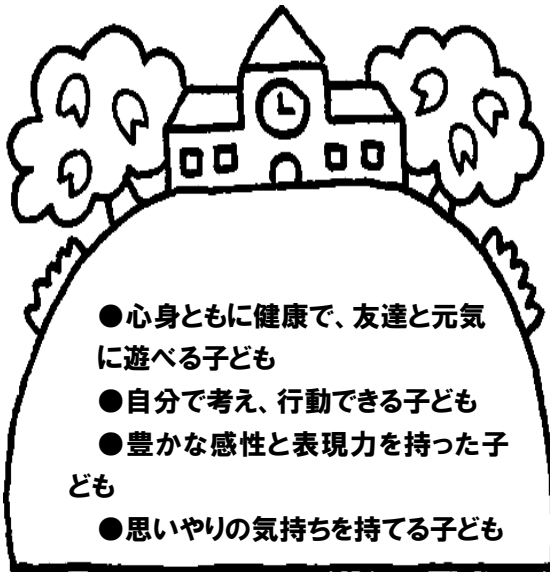 ●心身ともに健康で、友達と元気
に遊べる子ども
●自分で考え、行動できる子ども
●豊かな感性と表現力を持った子
ども
●思いやりの気持ちを持てる子ども